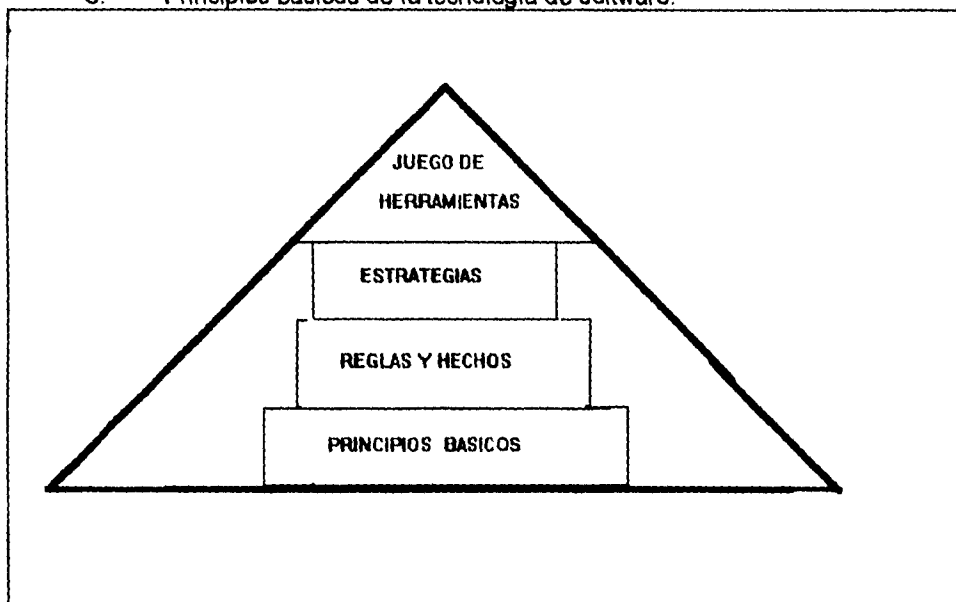 Principios básicos de la tecnología de software.
JUEGO DE
HERRAMIENTAS
ESTRATEGIAS
REGLAS Y HECHOS
PRINCIPIOS BASICOS